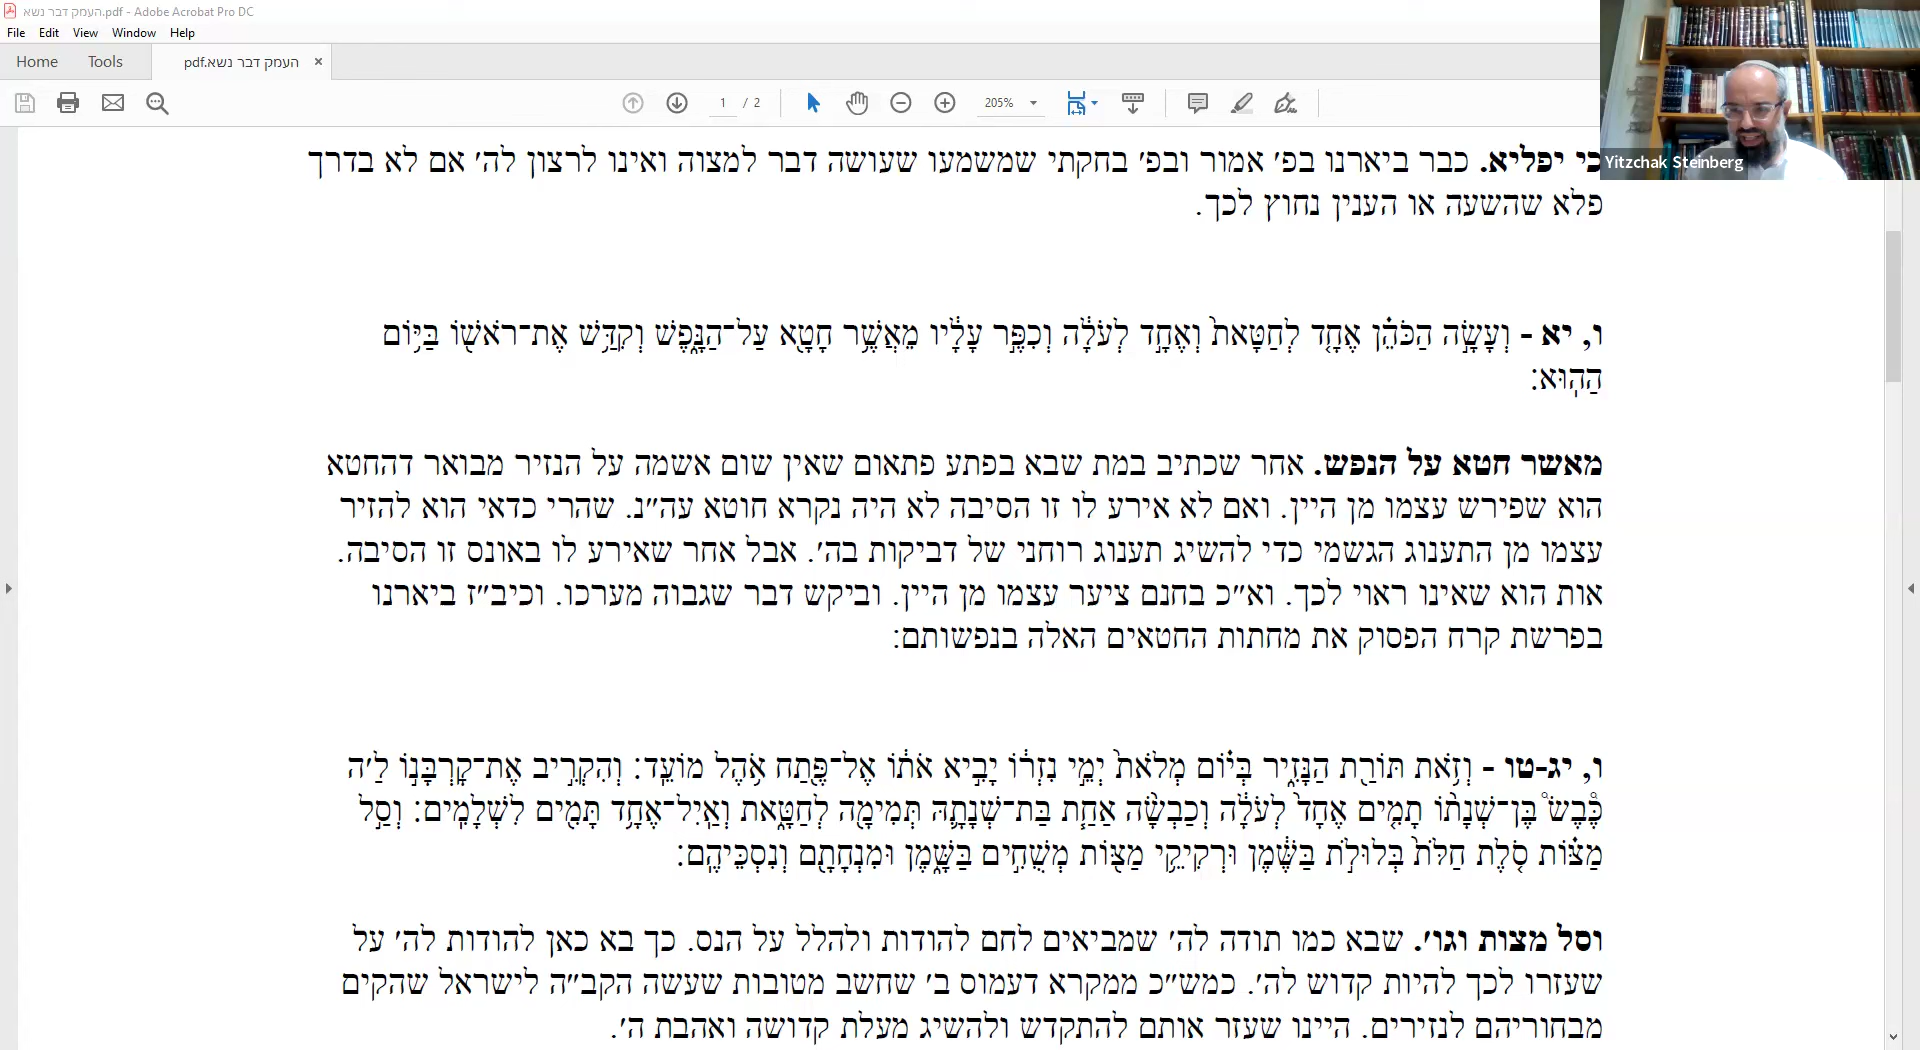 העמק דבר נשא.pdf - Adobe Acrobat Pro DC
File Edit View Window Help
Home Tools העמק דבר נשא.pdf ×
1 / 2 205%
Yitzchak Steinberg
כי יפליא. כבר ביארנו בפ׳ אמור ובפ׳ בחקתי שמשמעו שעושה דבר למצוה ואינו לרצון לה׳ אם לא בדרך
פלא שהשעה או הענין נחוץ לכך.
ו, יא - וְעָשָׂ֣ה הַכֹּהֵ֗ן אֶחָ֤ד לְחַטָּאת֙ וְאֶחָ֣ד לְעֹלָ֔ה וְכִפֶּ֣ר עָלָ֔יו מֵאֲשֶׁ֥ר חָטָ֖א עַל־הַנָּ֑פֶשׁ וְקִדַּ֥שׁ אֶת־רֹאשׁ֖וֹ בַּיּ֥וֹם
הַהֽוּא׃
מאשר חטא על הנפש. אחר שכתיב במת שבא בפתע פתאום שאין שום אשמה על הנזיר מבואר דהחטא
הוא שפירש עצמו מן היין. ואם לא אירע לו זו הסיבה לא היה נקרא חוטא עה״נ. שהרי כדאי הוא להזיר
עצמו מן התענוג הגשמי כדי להשיג תענוג רוחני של דביקות בה׳. אבל אחר שאירע לו באונס זו הסיבה.
אות הוא שאינו ראוי לכך. וא״כ בחנם ציער עצמו מן היין. וביקש דבר שגבוה מערכו. וכיב״ז ביארנו
בפרשת קרח הפסוק את מחתות החטאים האלה בנפשותם:
ו, יג-טו - וְזֹ֥את תּוֹרַ֖ת הַנָּזִ֑יר בְּי֗וֹם מְלֹאת֙ יְמֵ֣י נִזְר֔וֹ יָבִ֣יא אֹת֔וֹ אֶל־פֶּ֖תַח אֹ֥הֶל מוֹעֵֽד׃ וְהִקְרִ֣יב אֶת־קׇרְבָּנ֣וֹ לַי׳ה
כֶּ֩בֶשׂ֩ בֶּן־שְׁנָת֨וֹ תָמִ֤ים אֶחָד֙ לְעֹלָ֔ה וְכַבְשָׂ֨ה אַחַ֧ת בַּת־שְׁנָתָ֛הּ תְּמִימָ֖ה לְחַטָּ֑את וְאַֽיִל־אֶחָ֥ד תָּמִ֖ים לִשְׁלָמִֽים׃ וְסַ֣ל
מַצּ֗וֹת סֹ֤לֶת חַלֹּת֙ בְּלוּלֹ֣ת בַּשֶּׁ֔מֶן וּרְקִיקֵ֥י מַצּ֖וֹת מְשֻׁחִ֣ים בַּשָּׁ֑מֶן וּמִנְחָתָ֖ם וְנִסְכֵּיהֶֽם׃
וסל מצות וגו׳. שבא כמו תודה לה׳ שמביאים לחם להודות ולהלל על הנס. כך בא כאן להודות לה׳ על
שעזרו לכך להיות קדוש לה׳. כמש״כ ממקרא דעמוס ב׳ שחשב מטובות שעשה הקב״ה לישראל שהקים
מבחוריהם לנזירים. היינו שעזר אותם להתקדש ולהשיג מעלת קדושה ואהבת ה׳.